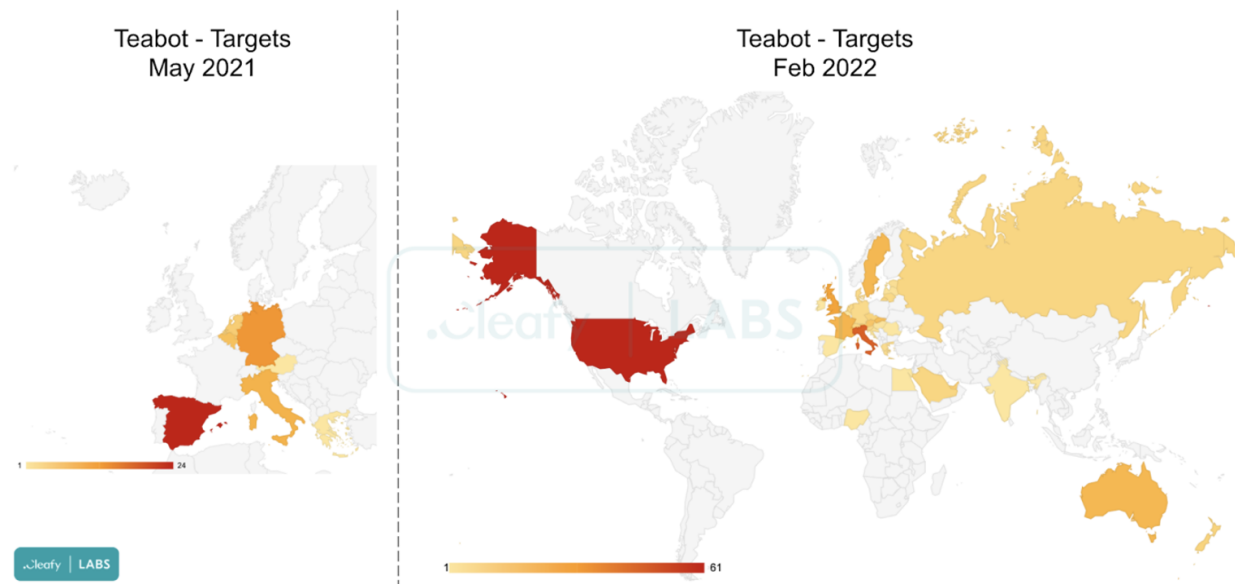 Teabot - Targets
May 2021
1
24
.Cleafy | LABS
Teabot - Targets
Feb 2022
.Cleafy | LABS
1
61